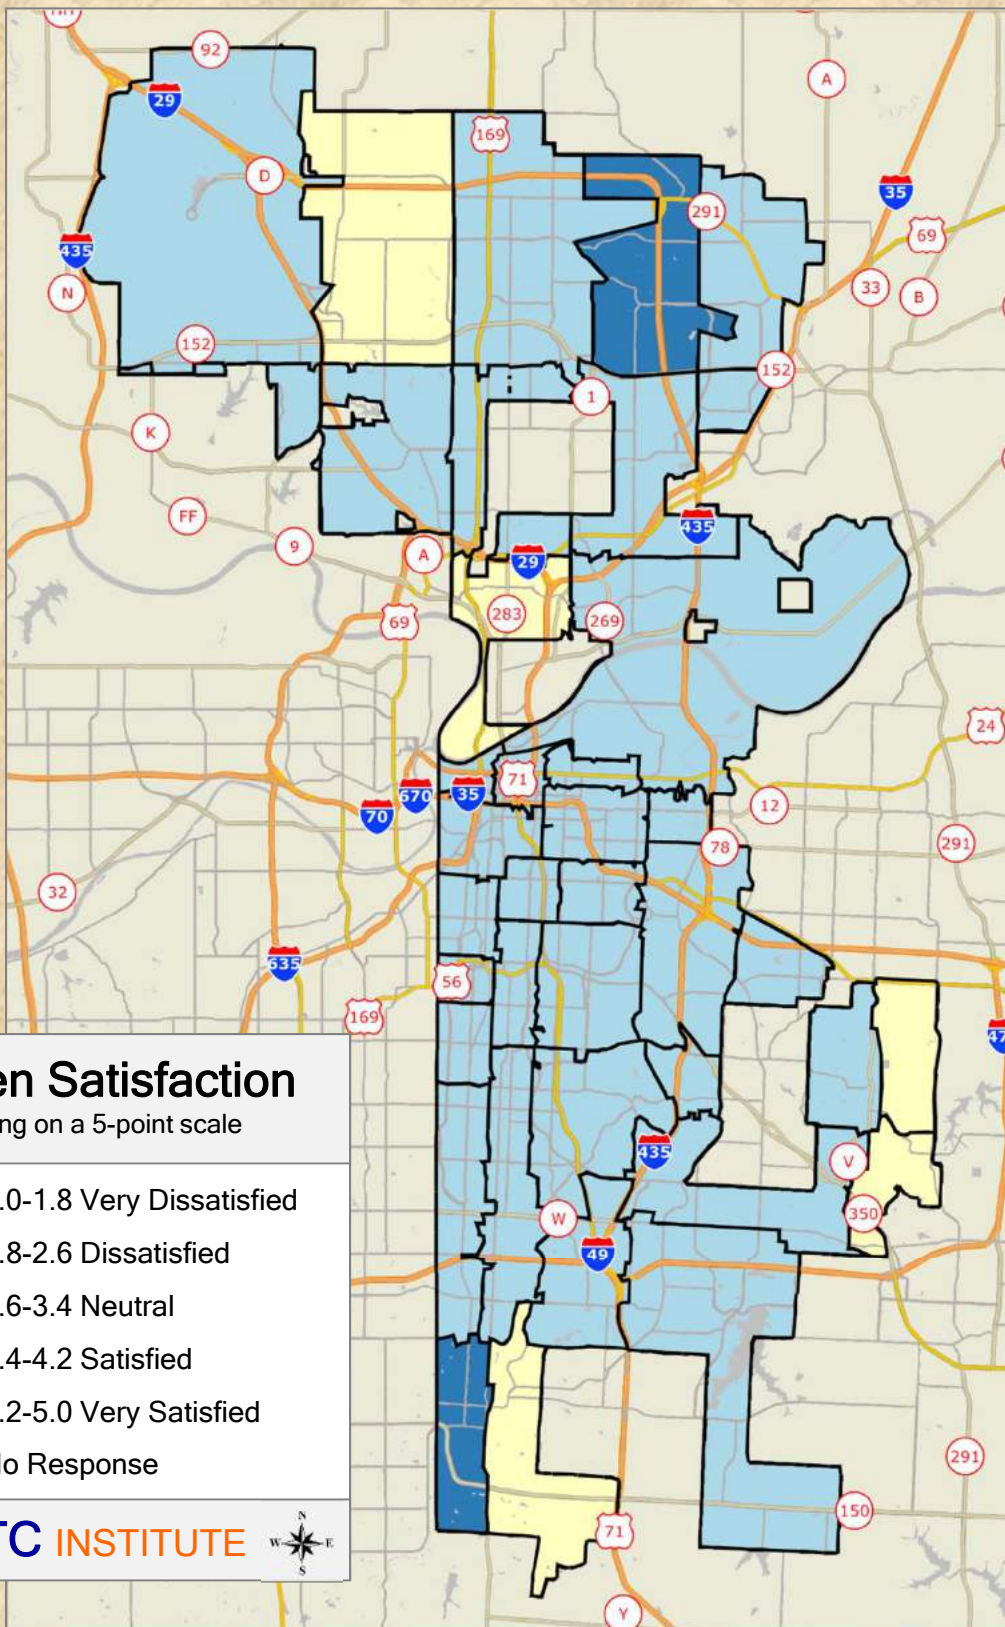 92
29
A
169
D
35
291
69
435
N
33
B
152
152
1
K
FF
435
9
A
29
283
69
269
24
71
670
35
70
12
78
291
32
635
56
169
47
en Satisfaction
ng on a 5-point scale
435
V
.0-1.8 Very Dissatisfied
350
W
.8-2.6 Dissatisfied
49
.6-3.4 Neutral
.4-4.2 Satisfied
.2-5.0 Very Satisfied
291
o Response
150
TC INSTITUTE
N
W E
S
71
Y